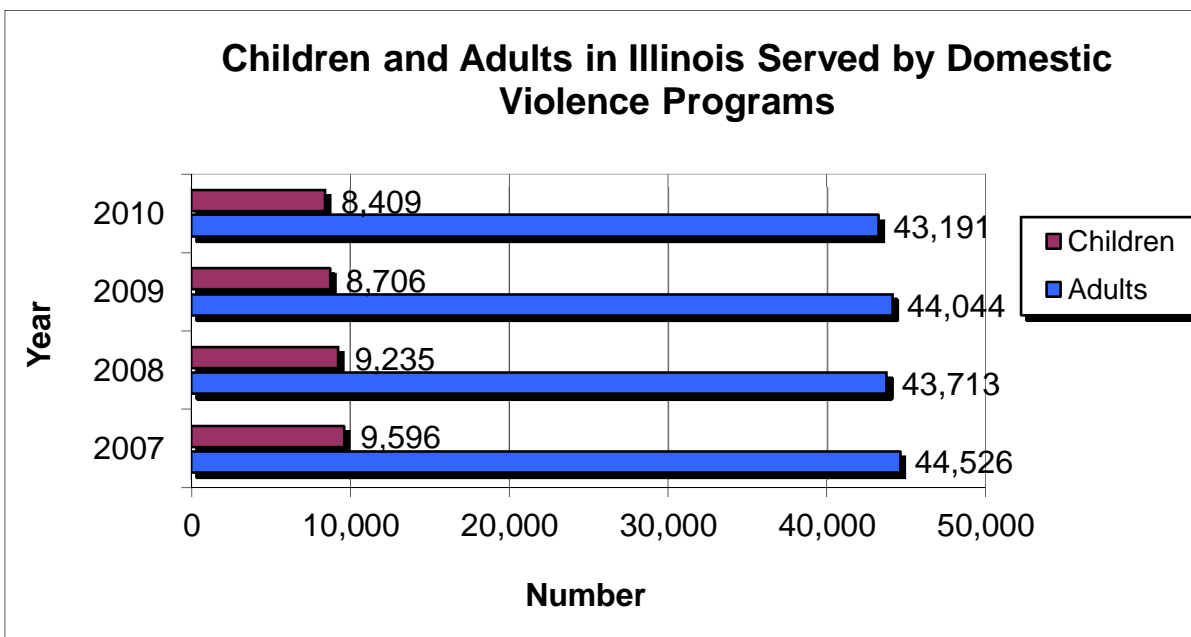 Children and Adults in Illinois Served by Domestic
Violence Programs
2010
8,409
43,191
2009
8,706
44,044
2008
9,235
43,713
2007
9,596
44,526
Year
0 10,000 20,000 30,000 40,000 50,000
Number
Children
Adults